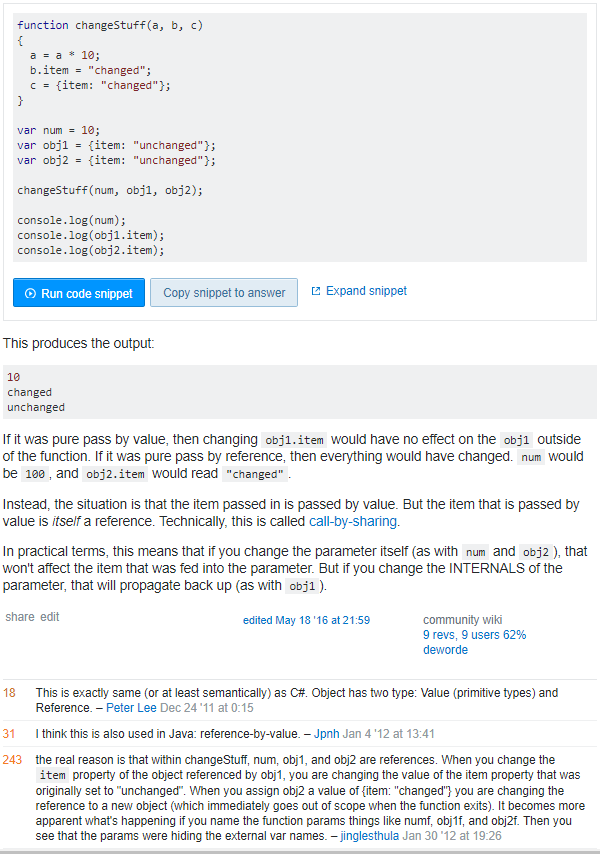 function changeStuff(a, b, c)
{
  a = a * 10;
  b.item = "changed";
  c = {item: "changed"};
}

var num = 10;
var obj1 = {item: "unchanged"};
var obj2 = {item: "unchanged"};

changeStuff(num, obj1, obj2);

console.log(num);
console.log(obj1.item);
console.log(obj2.item);
Run code snippet Copy snippet to answer Expand snippet
This produces the output:
10
changed
unchanged
If it was pure pass by value, then changing obj1.item would have no effect on the obj1 outside
of the function. If it was pure pass by reference, then everything would have changed. num would
be 100, and obj2.item would read "changed".
Instead, the situation is that the item passed in is passed by value. But the item that is passed by
value is itself a reference. Technically, this is called call-by-sharing.
In practical terms, this means that if you change the parameter itself (as with num and obj2), that
won't affect the item that was fed into the parameter. But if you change the INTERNALS of the
parameter, that will propagate back up (as with obj1).
share edit edited May 18 '16 at 21:59 community wiki
9 revs, 9 users 62%
deworde
18 This is exactly same (or at least semantically) as C#. Object has two type: Value (primitive types) and
Reference. – Peter Lee Dec 24 '11 at 0:15
31 I think this is also used in Java: reference-by-value. – Jpnh Jan 4 '12 at 13:41
243 the real reason is that within changeStuff, num, obj1, and obj2 are references. When you change the
item property of the object referenced by obj1, you are changing the value of the item property that was
originally set to "unchanged". When you assign obj2 a value of {item: "changed"} you are changing the
reference to a new object (which immediately goes out of scope when the function exits). It becomes more
apparent what's happening if you name the function params things like numf, obj1f, and obj2f. Then you
see that the params were hiding the external var names. – jinglesthula Jan 30 '12 at 19:26